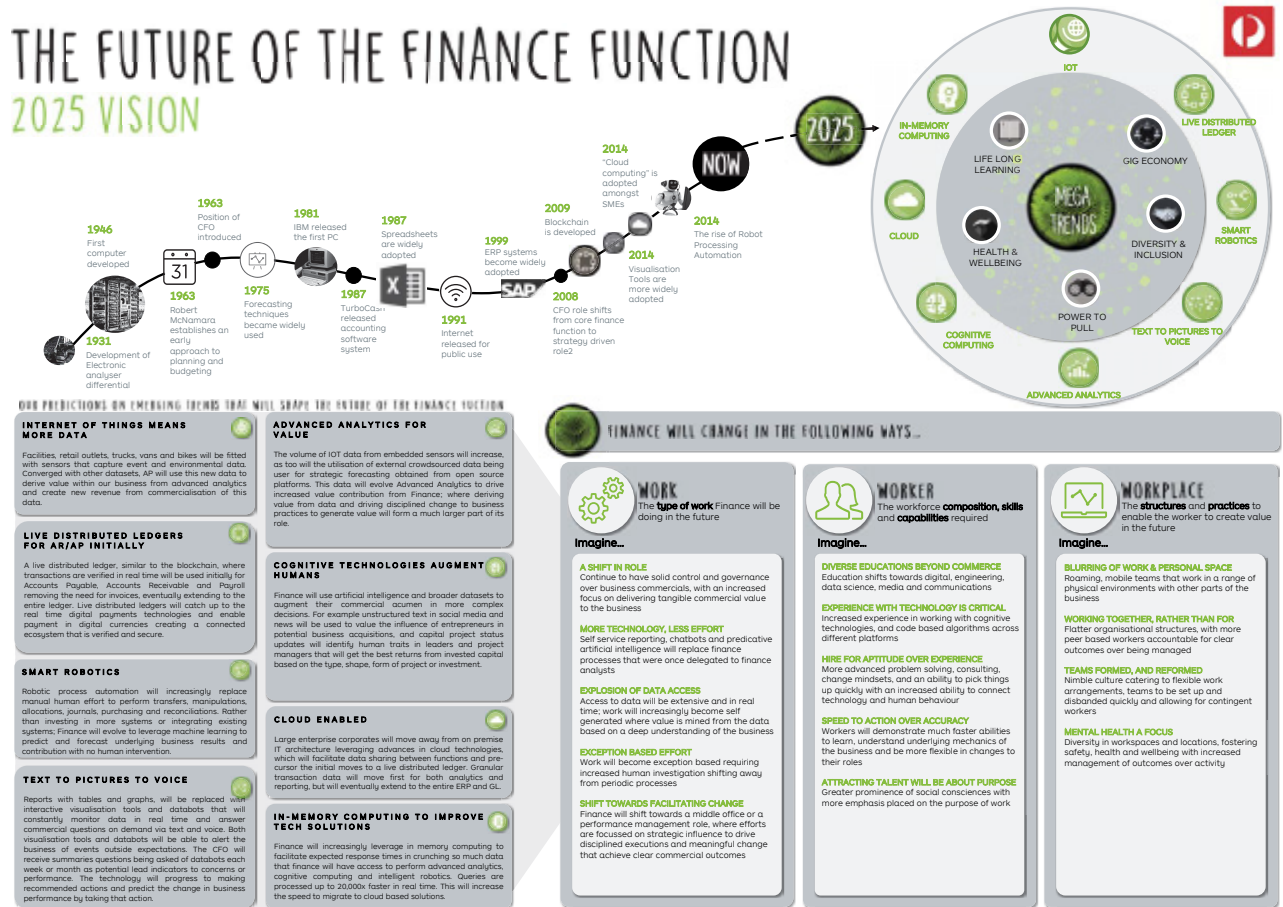 THE FUTURE OF THE FINANCE FUNCTION
2025 VISION
1931
Development of
Electronic
analyser
differential
1946
First
computer
developed
31
1963
Robert
McNamara
establishes an
early
approach to
planning and
budgeting
1963
Position of
CFO
introduced
1975
Forecasting
techniques
became widely
used
1981
IBM released
the first PC
1987
TurboCash
released
accounting
software
system
1987
Spreadsheets
are widely
adopted
X
1991
Internet
released for
public use
1999
ERP systems
become widely
adopted
SAP
2008
CFO role shifts
from core finance
function to
strategy driven
role2
2009
Blockchain
is developed
2014
"Cloud
computing" is
adopted
amongst
SMEs
2014
Visualisation
Tools are
more widely
adopted
2014
The rise of Robot
Processing
Automation
NOW
2025
IOT
LIVE DISTRIBUTED
LEDGER
SMART
ROBOTICS
TEXT TO PICTURES TO
VOICE
ADVANCED ANALYTICS
COGNITIVE
COMPUTING
CLOUD
IN-MEMORY
COMPUTING
MEGA
TRENDS
LIFE LONG
LEARNING
GIG ECONOMY
DIVERSITY &
INCLUSION
POWER TO
PULL
HEALTH &
WELLBEING
OUR PREDICTIONS ON EMERGING TRENDS THAT WILL SHAPE THE FUTURE OF THE FINANCE FUCTION
INTERNET OF THINGS MEANS
MORE DATA
Facilities, retail outlets, trucks, vans and bikes will be fitted
with sensors that capture event and environmental data.
Converged with other datasets, AP will use this new data to
derive value within our business from advanced analytics
and create new revenue from commercialisation of this
data.
LIVE DISTRIBUTED LEDGERS
FOR AR/AP INITIALLY
A live distributed ledger, similar to the blockchain, where
transactions are verified in real time will be used initially for
Accounts Payable, Accounts Receivable and Payroll
removing the need for invoices, eventually extending to the
entire ledger. Live distributed ledgers will catch up to the
real time digital payments technologies and enable
payment in digital currencies creating a connected
ecosystem that is verified and secure.
SMART ROBOTICS
Robotic process automation will increasingly replace
manual human effort to perform transfers, manipulations,
allocations, journals, purchasing and reconciliations. Rather
than investing in more systems or integrating existing
systems; Finance will evolve to leverage machine learning to
predict and forecast underlying business results and
contribution with no human intervention.
TEXT TO PICTURES TO VOICE
Reports with tables and graphs, will be replaced with
interactive visualisation tools and databots that will
constantly monitor data in real time and answer
commercial questions on demand via text and voice. Both
visualisation tools and databots will be able to alert the
business of events outside expectations. The CFO will
receive summaries questions being asked of databots each
week or month as potential lead indicators to concerns or
performance. The technology will progress to making
recommended actions and predict the change in business
performance by taking that action.
ADVANCED ANALYTICS FOR
VALUE
The volume of IOT data from embedded sensors will increase,
as too will the utilisation of external crowdsourced data being
user for strategic forecasting obtained from open source
platforms. This data will evolve Advanced Analytics to drive
increased value contribution from Finance; where deriving
value from data and driving disciplined change to business
practices to generate value will form a much larger part of its
role.
COGNITIVE TECHNOLOGIES AUGMENT
HUMANS
Finance will use artificial intelligence and broader datasets to
augment their commercial acumen in more complex
decisions. For example unstructured text in social media and
news will be used to value the influence of entrepreneurs in
potential business acquisitions, and capital project status
updates will identify human traits in leaders and project
managers that will get the best returns from invested capital
based on the type, shape, form of project or investment.
CLOUD ENABLED
Large enterprise corporates will move away from on premise
IT architecture leveraging advances in cloud technologies,
which will facilitate data sharing between functions and pre-
cursor the initial moves to a live distributed ledger. Granular
transaction data will move first for both analytics and
reporting, but will eventually extend to the entire ERP and GL.
IN-MEMORY COMPUTING TO IMPROVE
TECH SOLUTIONS
Finance will increasingly leverage in memory computing to
facilitate expected response times in crunching so much data
that finance will have access to perform advanced analytics,
cognitive computing and intelligent robotics. Queries are
processed up to 20,000x faster in real time. This will increase
the speed to migrate to cloud based solutions.
FINANCE WILL CHANGE IN THE FOLLOWING WAYS...
WORK
The type of work Finance will be
doing in the future
Imagine...
A SHIFT IN ROLE
Continue to have solid control and governance
over business commercials, with an increased
focus on delivering tangible commercial value
to the business
MORE TECHNOLOGY, LESS EFFORT
Self service reporting, chatbots and predicative
artificial intelligence will replace finance
processes that were once delegated to finance
analysts
EXPLOSION OF DATA ACCESS
Access to data will be extensive and in real
time; work will increasingly become self
generated where value is mined from the data
based on a deep understanding of the business
EXCEPTION BASED EFFORT
Work will become exception based requiring
increased human investigation shifting away
from periodic processes
SHIFT TOWARDS FACILITATING CHANGE
Finance will shift towards a middle office or a
performance management role, where efforts
are focussed on strategic influence to drive
disciplined executions and meaningful change
that achieve clear commercial outcomes
WORKER
The workforce composition, skills
and capabilities required
Imagine...
DIVERSE EDUCATIONS BEYOND COMMERCE
Education shifts towards digital, engineering,
data science, media and communications
EXPERIENCE WITH TECHNOLOGY IS CRITICAL
Increased experience in working with cognitive
technologies, and code based algorithms across
different platforms
HIRE FOR APTITUDE OVER EXPERIENCE
More advanced problem solving, consulting,
change mindsets, and an ability to pick things
up quickly with an increased ability to connect
technology and human behaviour
SPEED TO ACTION OVER ACCURACY
Workers will demonstrate much faster abilities
to learn, understand underlying mechanics of
the business and be more flexible in changes to
their roles
ATTRACTING TALENT WILL BE ABOUT PURPOSE
Greater prominence of social consciences with
more emphasis placed on the purpose of work
WORKPLACE
The structures and practices to
enable the worker to create value
in the future
Imagine...
BLURRING OF WORK & PERSONAL SPACE
Roaming, mobile teams that work in a range of
physical environments with other parts of the
business
WORKING TOGETHER, RATHER THAN FOR
Flatter organisational structures, with more
peer based workers accountable for clear
outcomes over being managed
TEAMS FORMED, AND REFORMED
Nimble culture catering to flexible work
arrangements, teams to be set up and
disbanded quickly and allowing for contingent
workers
MENTAL HEALTH A FOCUS
Diversity in workspaces and locations, fostering
safety, health and wellbeing with increased
management of outcomes over activity